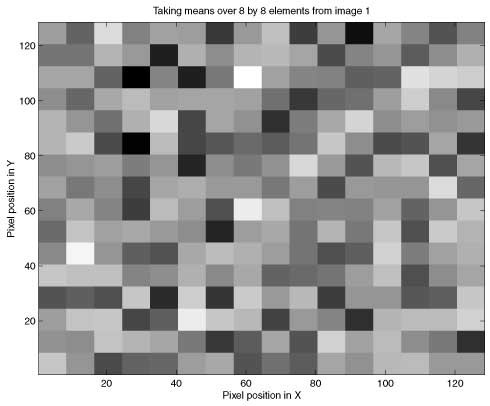 Taking means over 8 by 8 elements from image 1
120
100
80
60
40
20
Pixel position in Y
20 40 60 80 100 120
Pixel position in X